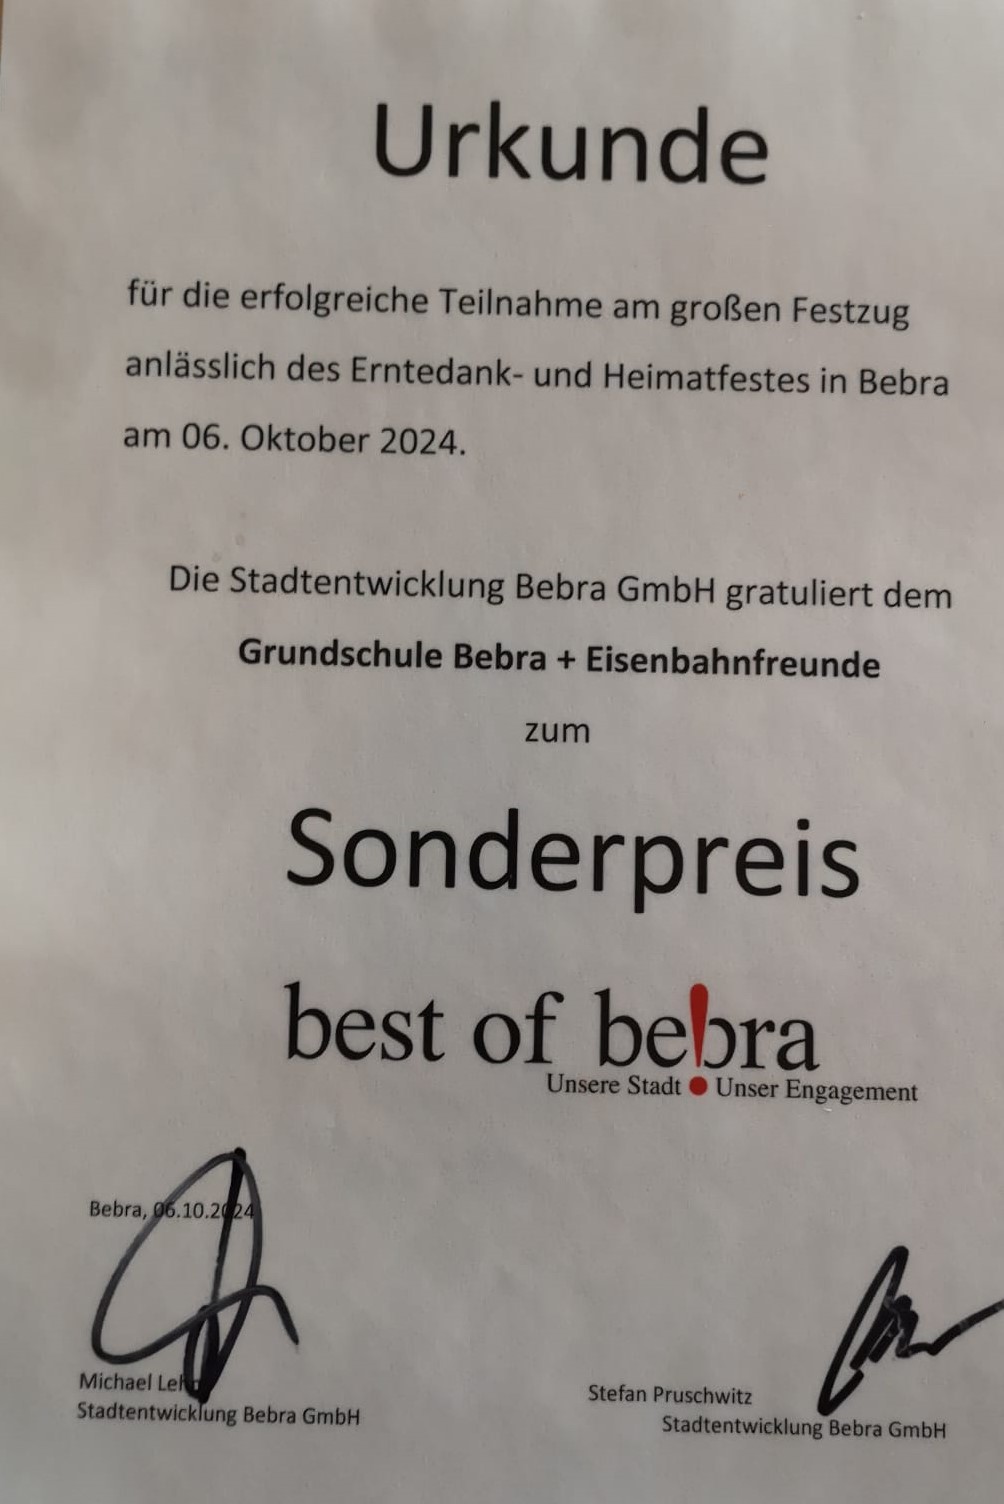 Urkunde
für die erfolgreiche Teilnahme am großen Festzug
anlässlich des Erntedank- und Heimatfestes in Bebra
am 06. Oktober 2024.
Die Stadtentwicklung Bebra GmbH gratuliert dem
Grundschule Bebra + Eisenbahnfreunde
zum
Sonderpreis
best of bebra
Unsere Stadt Unser Engagement
Bebra, 06.10.2024
Michael
Stadtentwicklung Bebra GmbH
Stefan Pruschwitz
Stadtentwicklung Bebra GmbH